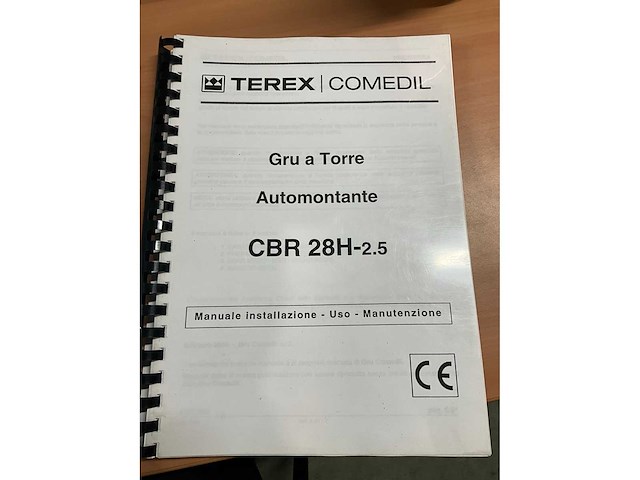 TEREX | COMEDIL
Gru a Torre
Automontante
CBR 28H-2.5
Manuale installazione - Uso - Manutenzione
CE